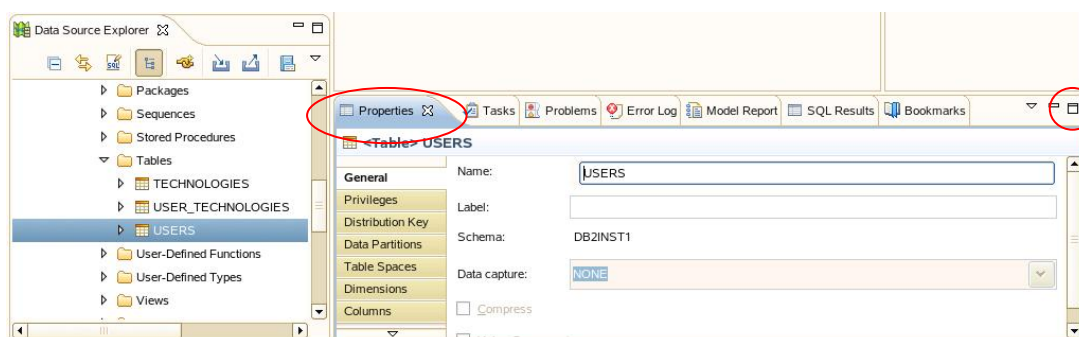 Data Source Explorer
SQL
Packages
Sequences
Stored Procedures
Tables
TECHNOLOGIES
USER_TECHNOLOGIES
USERS
User-Defined Functions
User-Defined Types
Views
Properties Tasks Problems Error Log Model Report SQL Results Bookmarks
<Table> USERS
General
Privileges
Distribution Key
Data Partitions
Table Spaces
Dimensions
Columns
Name: USERS
Label:
Schema: DB2INST1
Data capture: NONE
Compress